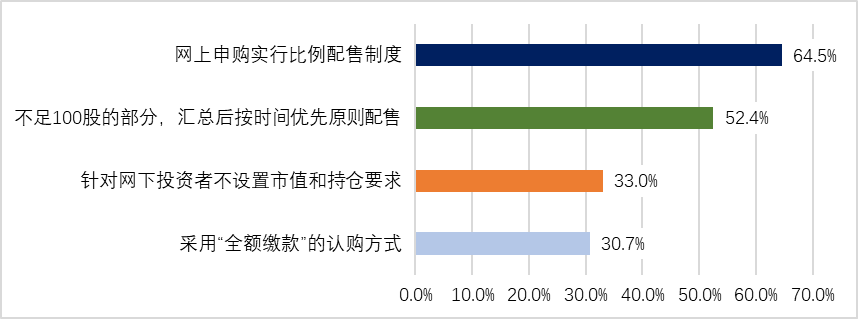 网上申购实行比例配售制度
64.5%
不足100股的部分，汇总后按时间优先原则配售
52.4%
针对网下投资者不设置市值和持仓要求
33.0%
采用“全额缴款”的认购方式
30.7%
0.0% 10.0% 20.0% 30.0% 40.0% 50.0% 60.0% 70.0%